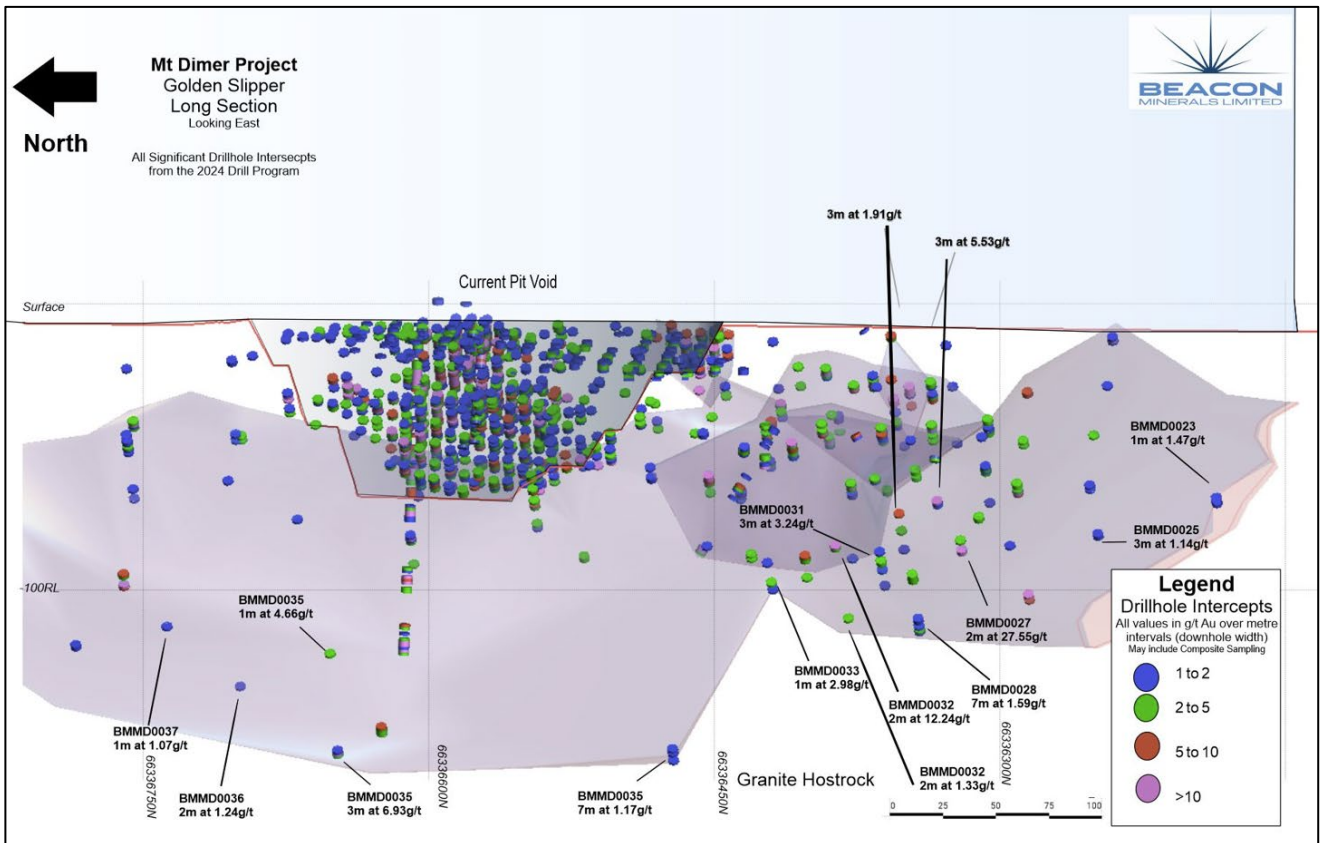 Mt Dimer Project
Golden Slipper
Long Section
Looking East
All Significant Drillhole Intersecpts
from the 2024 Drill Program
North
BEACON
MINERALS LIMITED
3m at 1.91g/t
3m at 5.53g/t
Current Pit Void
Surface
BMMD0023
1m at 1.47g/t
BMMD0031
3m at 3.24g/t
BMMD0025
3m at 1.14g/t
-100RL
BMMD0035
1m at 4.66g/t
BMMD0027
2m at 27.55g/t
BMMD0033
1m at 2.98g/t
BMMD0028
7m at 1.59g/t
BMMD0032
2m at 12.24g/t
BMMD0037
1m at 1.07g/t
BMMD0036
2m at 1.24g/t
BMMD0035
3m at 6.93g/t
BMMD0035
7m at 1.17g/t
BMMD0032
2m at 1.33g/t
Granite Hostrock
6633750N
6633600N
6633450N
6633300N
0 25 50 75 100
Legend
Drillhole Intercepts
All values in g/t Au over metre
intervals (downhole width)
May include Composite Sampling
1 to 2
2 to 5
5 to 10
>10